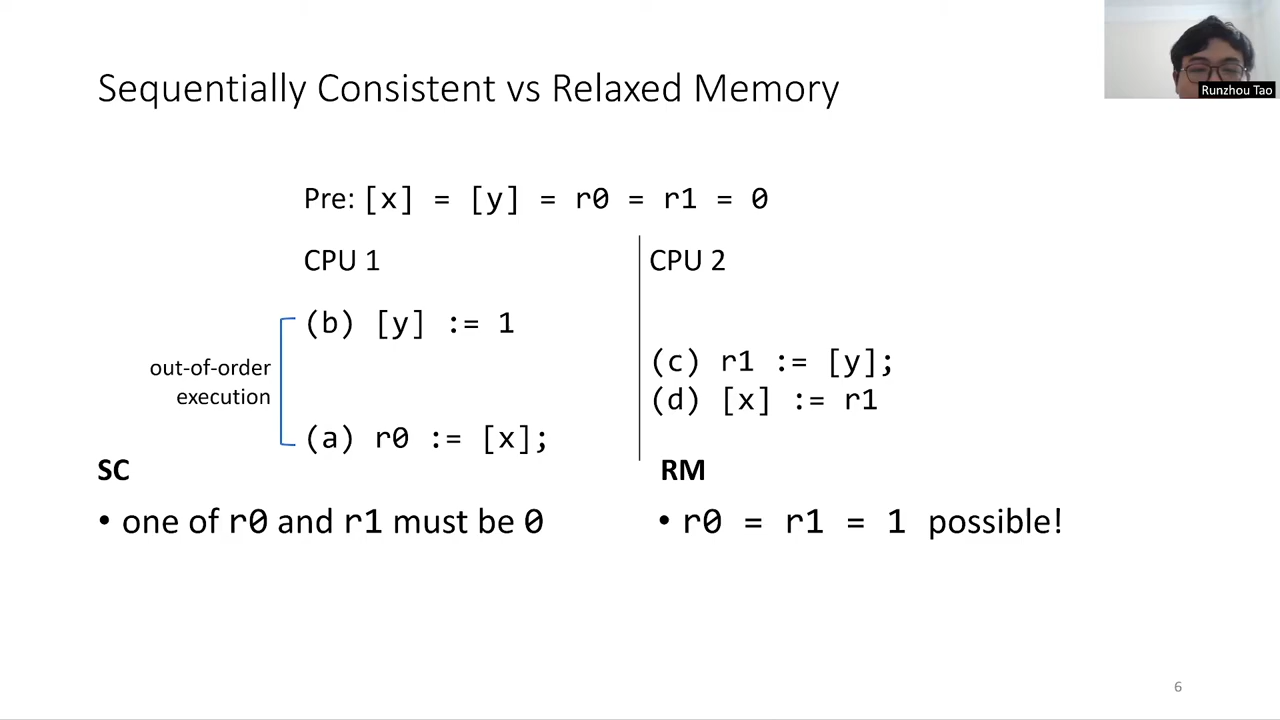 Runzhou Tao
Sequentially Consistent vs Relaxed Memory
Pre: [x] = [y] = r0 = r1 = 0
CPU 1
CPU 2
(b) [y] := 1
out-of-order
execution
(a) r0 := [x];
(c) r1 := [y];
(d) [x] := r1
SC
• one of r0 and r1 must be 0
RM
• r0 = r1 = 1 possible!
6